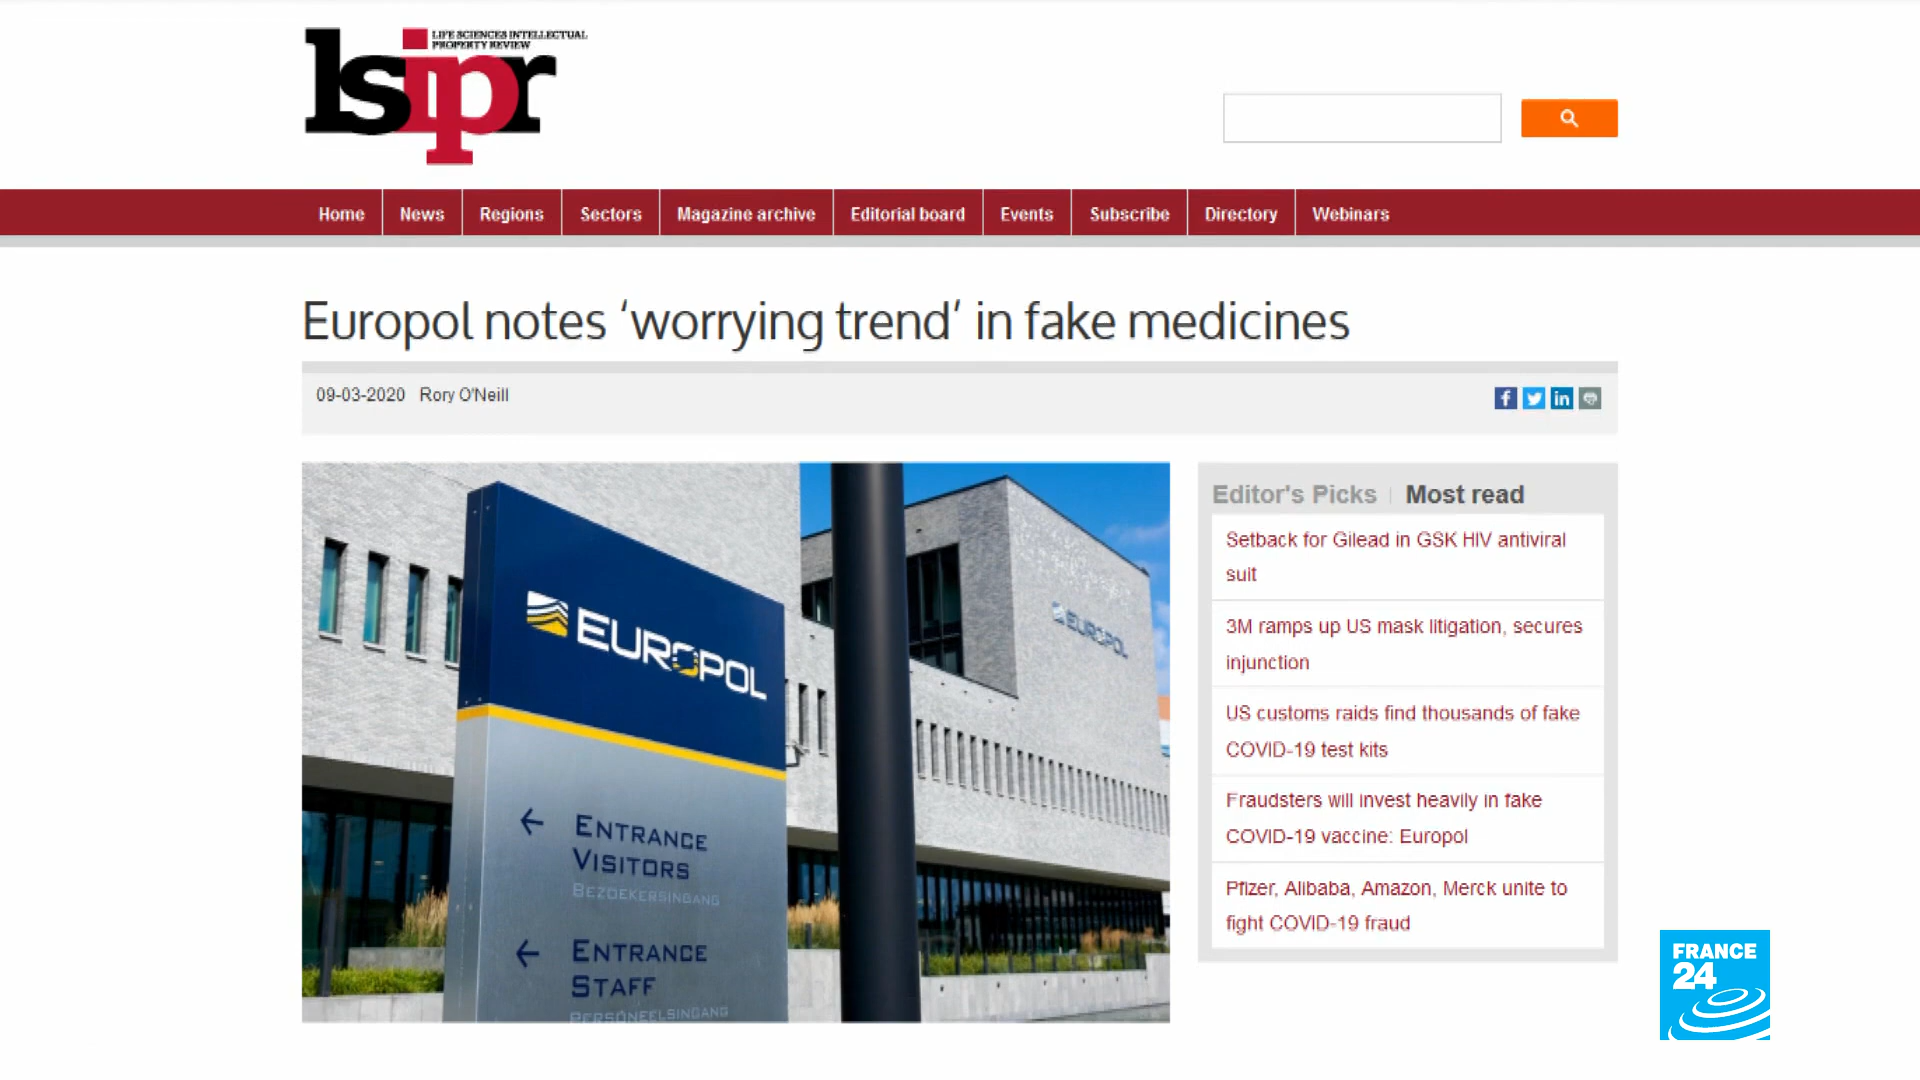 LIFE SCIENCES INTELLECTUAL
PROPERTY REVIEW
lsipr
Home News Regions Sectors Magazine archive Editorial board Events Subscribe Directory Webinars
Europol notes ‘worrying trend’ in fake medicines
09-03-2020 Rory O'Neill
EUROPOL
EUROPOL
ENTRANCE
VISITORS
BEZOEKERSINGANG
ENTRANCE
STAFF
PERSONEELSINGANG
Editor's Picks | Most read
Setback for Gilead in GSK HIV antiviral
suit
3M ramps up US mask litigation, secures
injunction
US customs raids find thousands of fake
COVID-19 test kits
Fraudsters will invest heavily in fake
COVID-19 vaccine: Europol
Pfizer, Alibaba, Amazon, Merck unite to
fight COVID-19 fraud
FRANCE
24